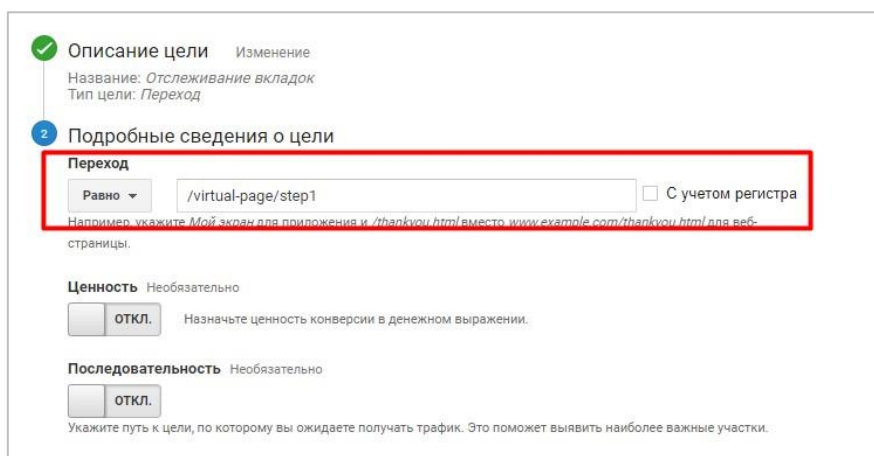 Описание цели Изменение
Название: Отслеживание вкладок
Тип цели: Переход
2 Подробные сведения о цели
Переход
Равно /virtual-page/step1 С учетом регистра
Например, укажите Мой экран для приложения и /thankyou.html вместо www.example.com/thankyou.html для веб-
страницы.
Ценность Необязательно
ОТКЛ. Назначьте ценность конверсии в денежном выражении.
Последовательность Необязательно
ОТКЛ.
Укажите путь к цели, по которому вы ожидаете получать трафик. Это поможет выявить наиболее важные участки.